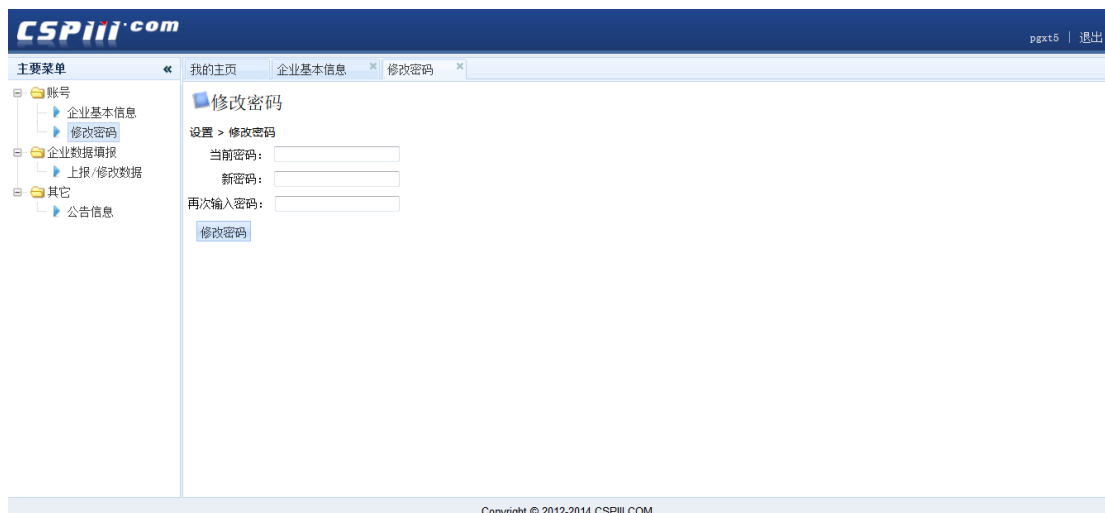 CSPiii.com
pgxt5 | 退出
主要菜单 «
我的主页 企业基本信息 × 修改密码 ×
账号
企业基本信息
修改密码
企业数据填报
上报/修改数据
其它
公告信息
修改密码
设置 > 修改密码
当前密码：
新密码：
再次输入密码：
修改密码
Copyright © 2012-2014 CSPIII.COM